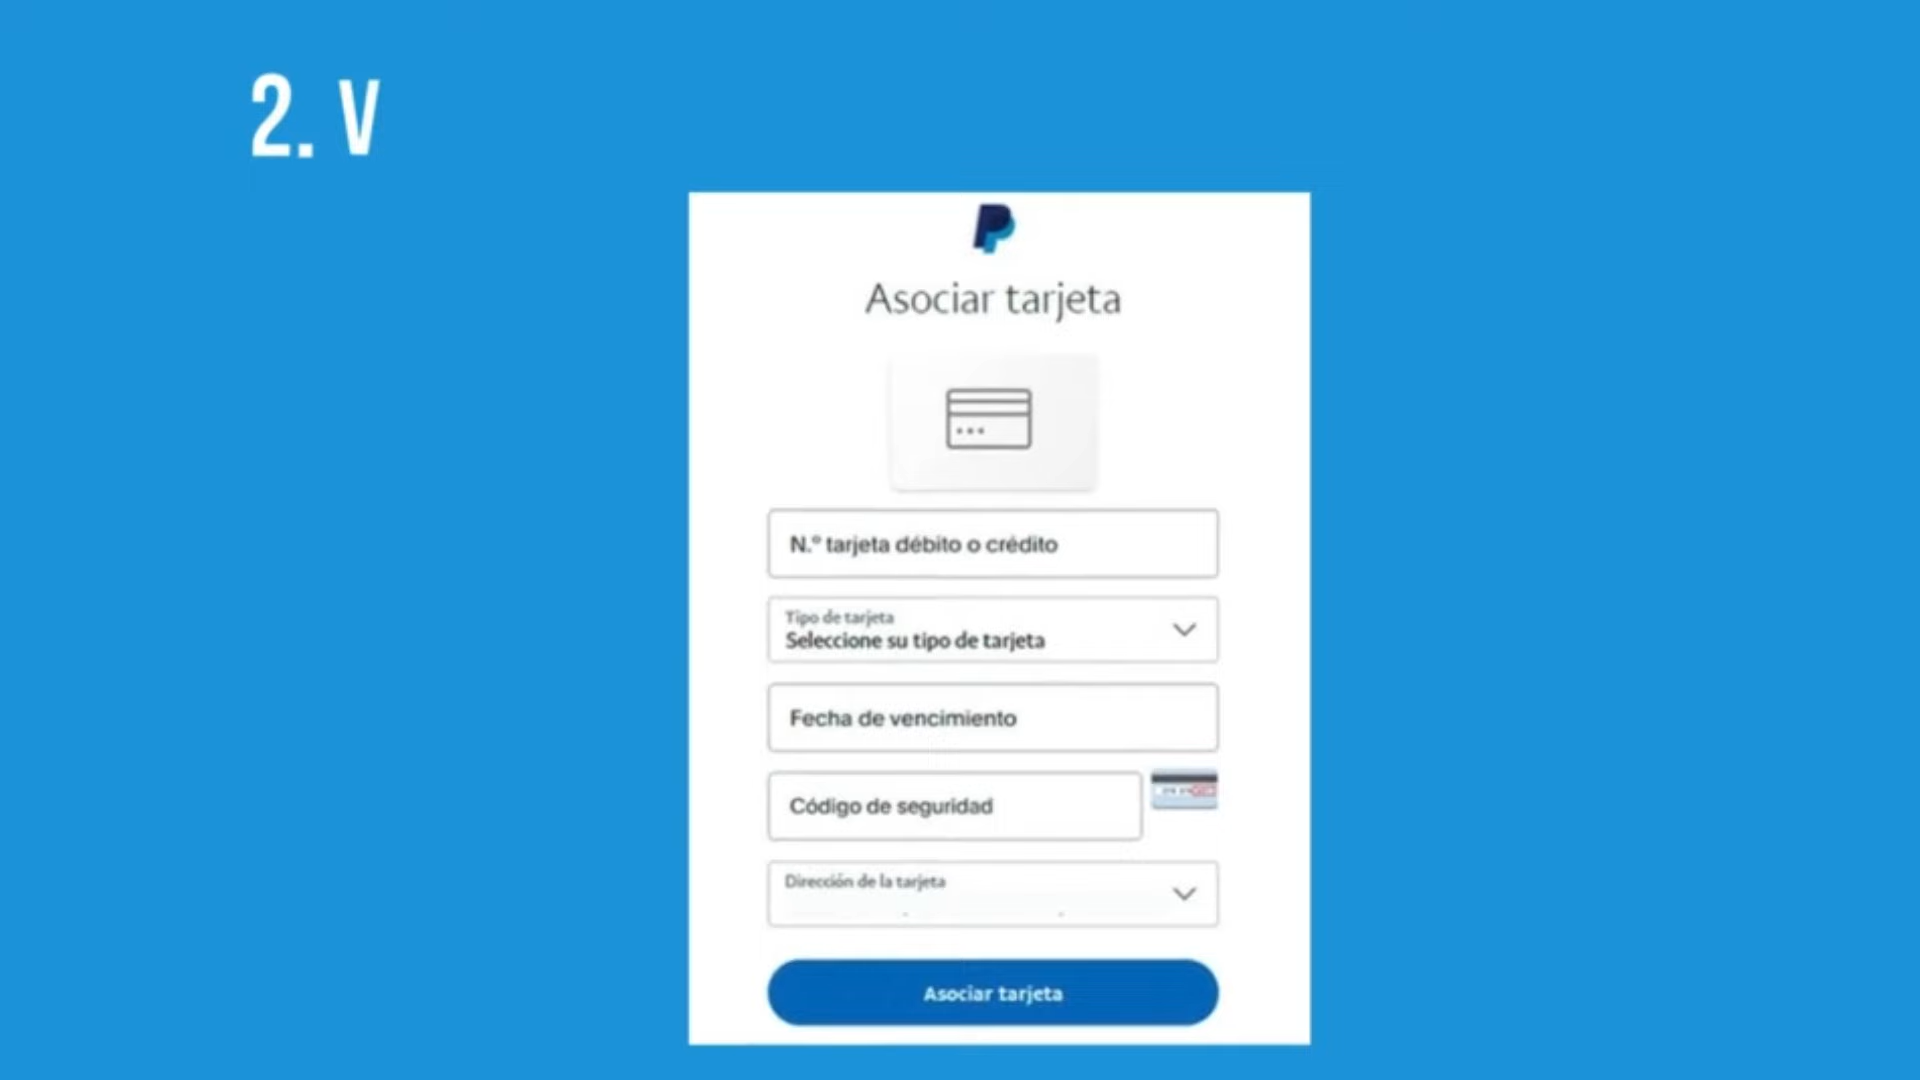 2. V
Asociar tarjeta
N.º tarjeta débito o crédito
Tipo de tarjeta
Seleccione su tipo de tarjeta
Fecha de vencimiento
Código de seguridad
Dirección de la tarjeta
Asociar tarjeta